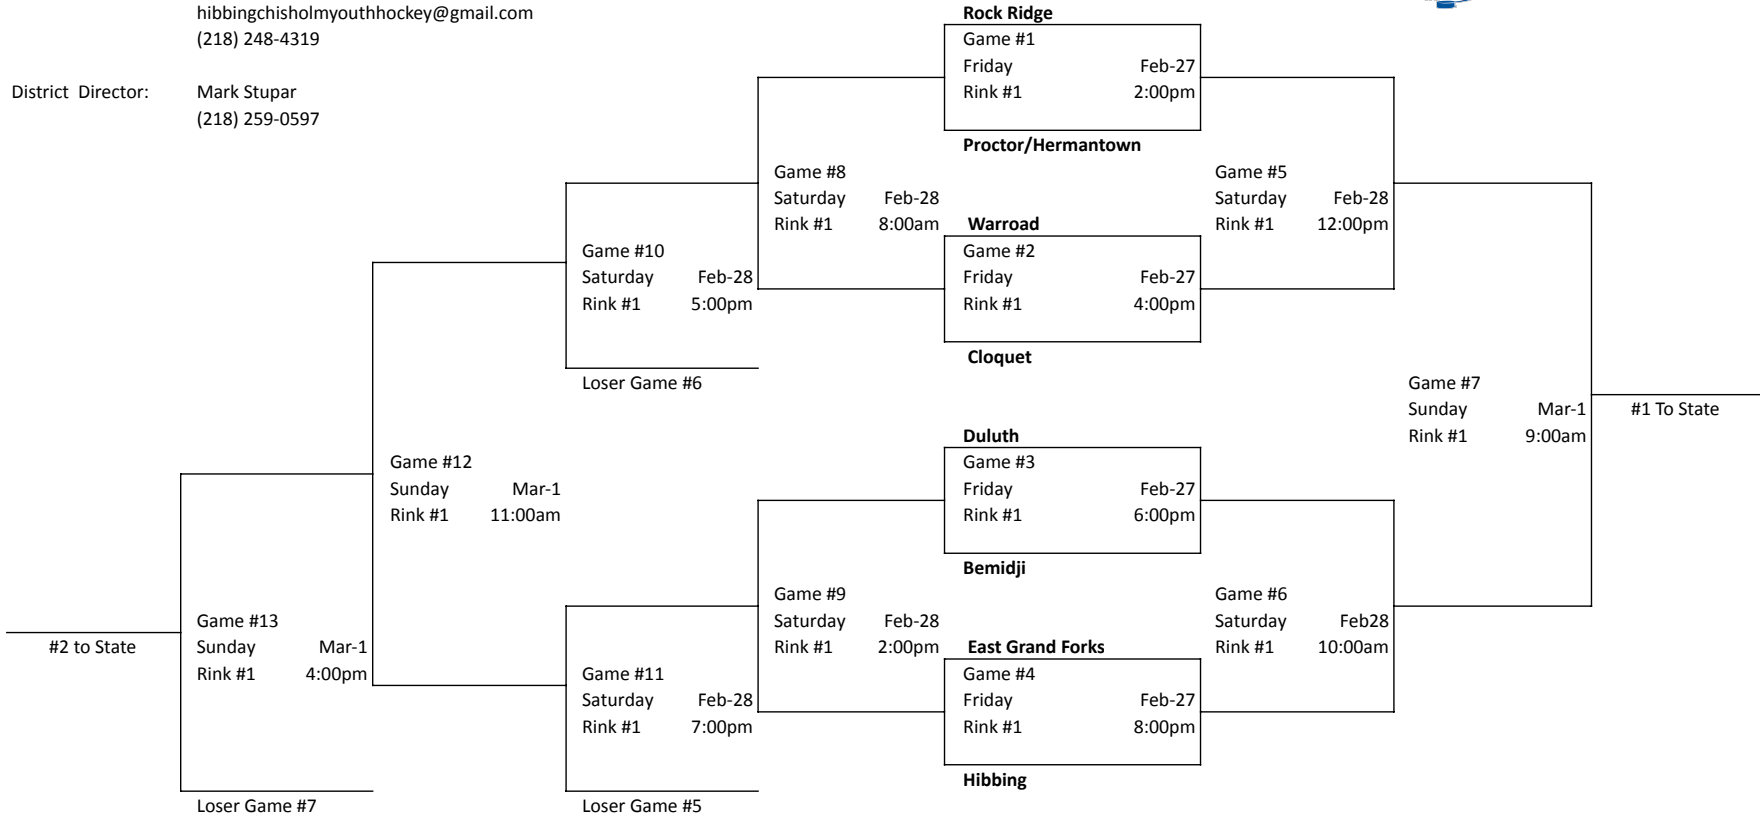 hibbingchisholmyouthhockey@gmail.com
(218) 248-4319
District Director: Mark Stupar
(218) 259-0597
Rock Ridge
Game #1
Friday Feb-27
Rink #1 2:00pm
Proctor/Hermantown
Game #8
Saturday Feb-28
Rink #1 8:00am
Game #5
Saturday Feb-28
Rink #1 12:00pm
Warroad
Game #2
Friday Feb-27
Rink #1 4:00pm
Cloquet
Game #10
Saturday Feb-28
Rink #1 5:00pm
Loser Game #6
Game #7
Sunday Mar-1
Rink #1 9:00am
#1 To State
Duluth
Game #3
Friday Feb-27
Rink #1 6:00pm
Bemidji
Game #12
Sunday Mar-1
Rink #1 11:00am
Game #9
Saturday Feb-28
Rink #1 2:00pm
Game #6
Saturday Feb28
Rink #1 10:00am
East Grand Forks
Game #4
Friday Feb-27
Rink #1 8:00pm
Hibbing
Game #13
Sunday Mar-1
Rink #1 4:00pm
#2 to State
Game #11
Saturday Feb-28
Rink #1 7:00pm
Loser Game #7
Loser Game #5